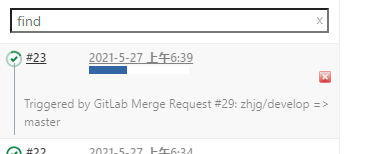 find x
#23 2021-5-27 上午6:39
Triggered by GitLab Merge Request #29: zhjg/develop =>
master
#22 2021-5-27 上午6:34